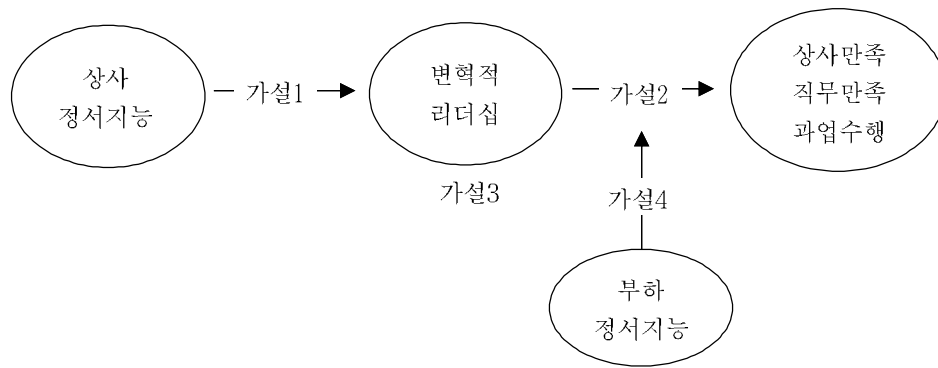 상사
정서지능
가설1
변혁적
리더십
가설2
상사만족
직무만족
과업수행
가설3
가설4
부하
정서지능